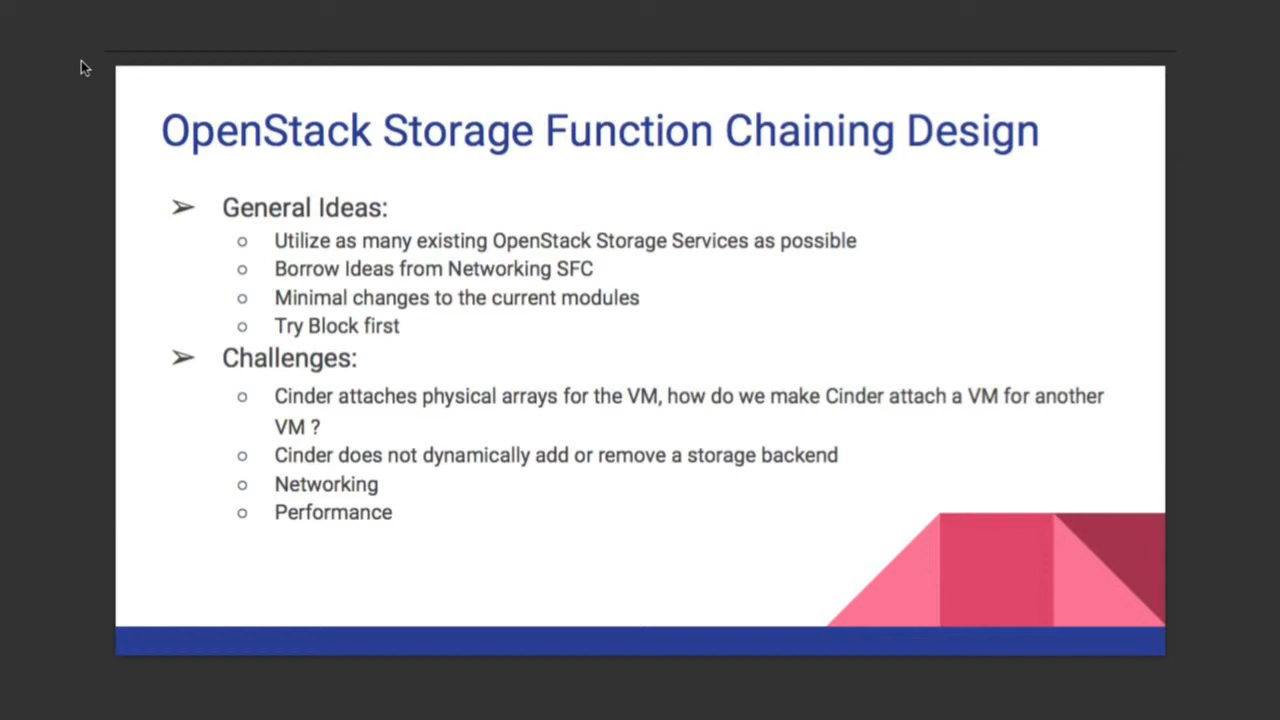 OpenStack Storage Function Chaining Design
➢ General Ideas:
○ Utilize as many existing OpenStack Storage Services as possible
○ Borrow Ideas from Networking SFC
○ Minimal changes to the current modules
○ Try Block first
➢ Challenges:
○ Cinder attaches physical arrays for the VM, how do we make Cinder attach a VM for another
VM ?
○ Cinder does not dynamically add or remove a storage backend
○ Networking
○ Performance